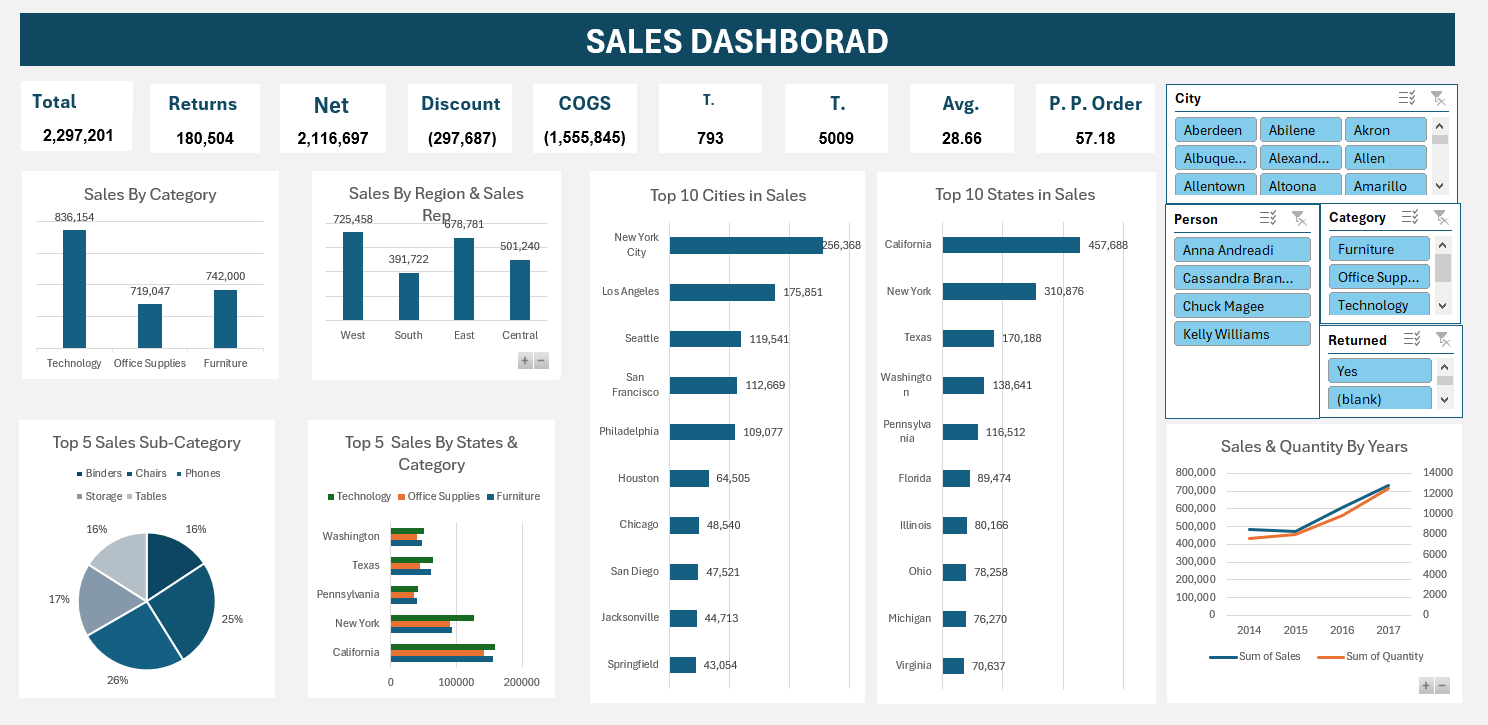 SALES DASHBORAD
Total
2,297,201
Returns
180,504
Net
2,116,697
Discount
(297,687)
COGS
(1,555,845)
T.
793
T.
5009
Avg.
28.66
P. P. Order
57.18
City
Aberdeen Abilene Akron
Albuque... Alexand... Allen
Allentown Altoona Amarillo
Person
Anna Andreadi
Cassandra Bran...
Chuck Magee
Kelly Williams
Category
Furniture
Office Supp...
Technology
Returned
Yes
(blank)
Sales By Category
836,154
719,047
742,000
Technology Office Supplies Furniture
Sales By Region & Sales
Rep
725,458
391,722
678,781
501,240
West South East Central
+ −
Top 10 Cities in Sales
New York
City
256,368
Los Angeles 175,851
Seattle 119,541
San
Francisco
112,669
Philadelphia 109,077
Houston 64,505
Chicago 48,540
San Diego 47,521
Jacksonville 44,713
Springfield 43,054
Top 10 States in Sales
California 457,688
New York 310,876
Texas 170,188
Washingto
n
138,641
Pennsylva
nia
116,512
Florida 89,474
Illinois 80,166
Ohio 78,258
Michigan 76,270
Virginia 70,637
Top 5 Sales Sub-Category
Binders Chairs Phones
Storage Tables
16% 16%
17% 25%
26%
Top 5 Sales By States &
Category
Technology Office Supplies Furniture
Washington
Texas
Pennsylvania
New York
California
0 100000 200000
Sales & Quantity By Years
800,000
700,000
600,000
500,000
400,000
300,000
200,000
100,000
0
14000
12000
10000
8000
6000
4000
2000
0
2014 2015 2016 2017
Sum of Sales Sum of Quantity
+ −